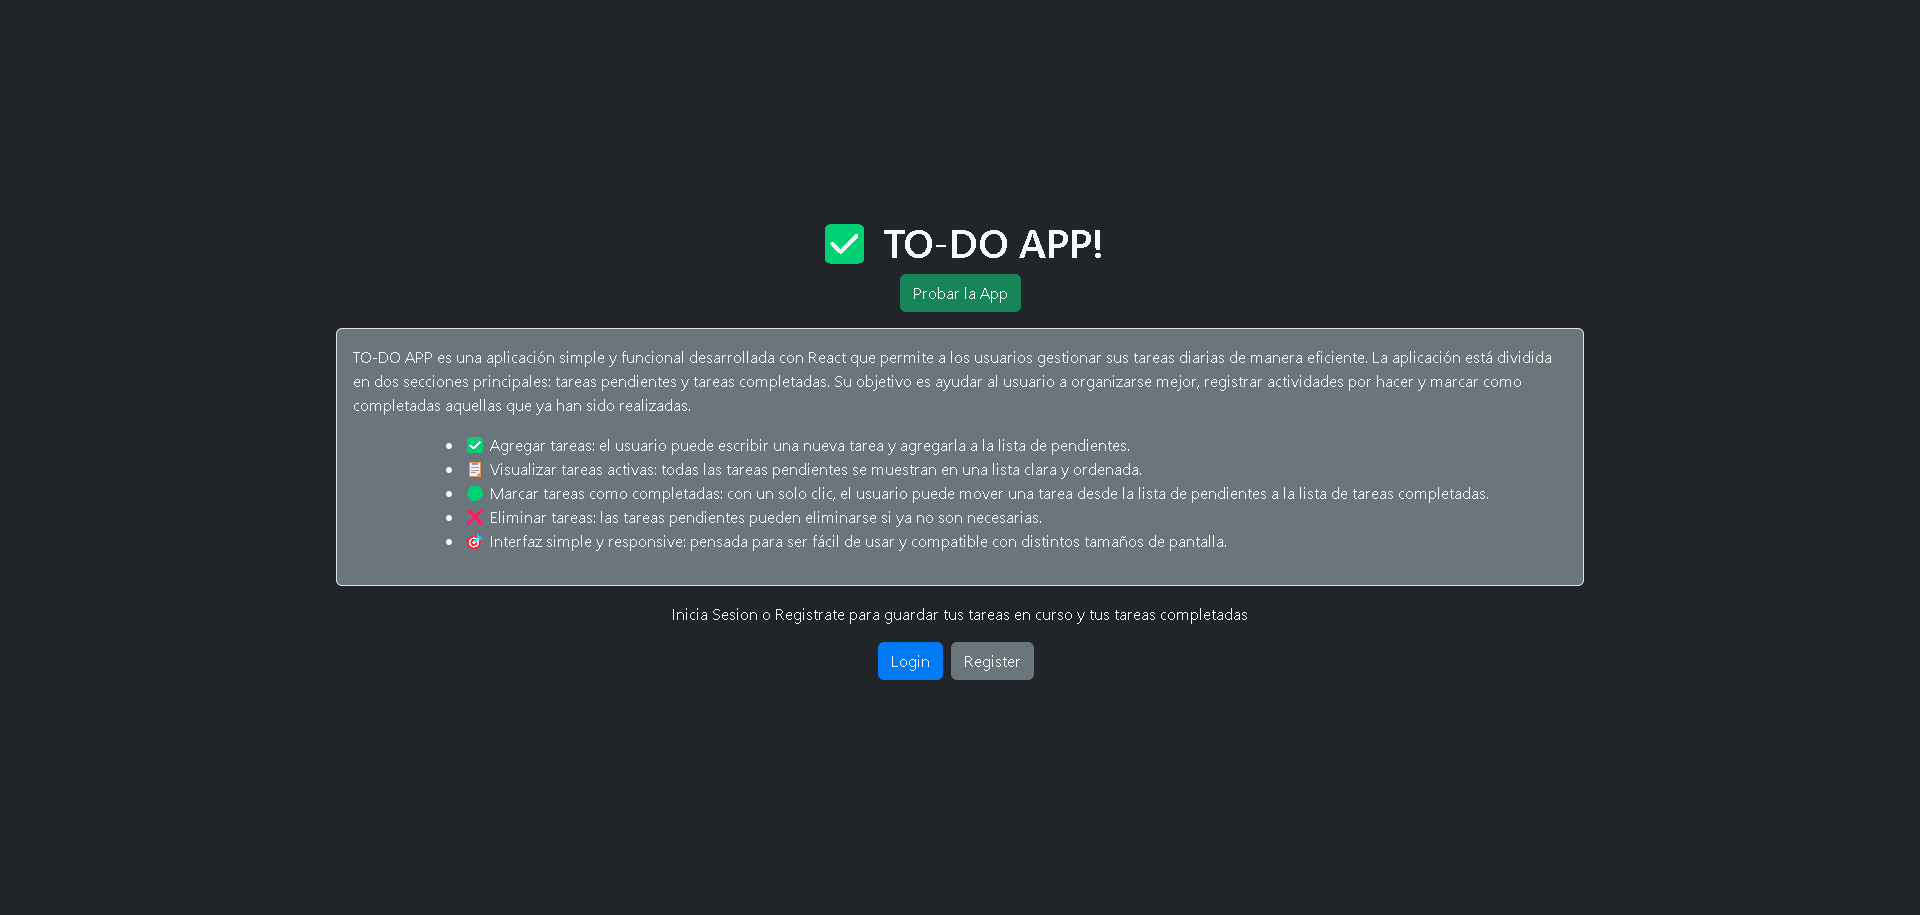 ✅ TO-DO APP!
Probar la App
TO-DO APP es una aplicación simple y funcional desarrollada con React que permite a los usuarios gestionar sus tareas diarias de manera eficiente. La aplicación está dividida
en dos secciones principales: tareas pendientes y tareas completadas. Su objetivo es ayudar al usuario a organizarse mejor, registrar actividades por hacer y marcar como
completadas aquellas que ya han sido realizadas.
• ✅ Agregar tareas: el usuario puede escribir una nueva tarea y agregarla a la lista de pendientes.
• 📋 Visualizar tareas activas: todas las tareas pendientes se muestran en una lista clara y ordenada.
• 🟢 Marcar tareas como completadas: con un solo clic, el usuario puede mover una tarea desde la lista de pendientes a la lista de tareas completadas.
• ❌ Eliminar tareas: las tareas pendientes pueden eliminarse si ya no son necesarias.
• 🎯 Interfaz simple y responsive: pensada para ser fácil de usar y compatible con distintos tamaños de pantalla.
Inicia Sesion o Registrate para guardar tus tareas en curso y tus tareas completadas
Login Register